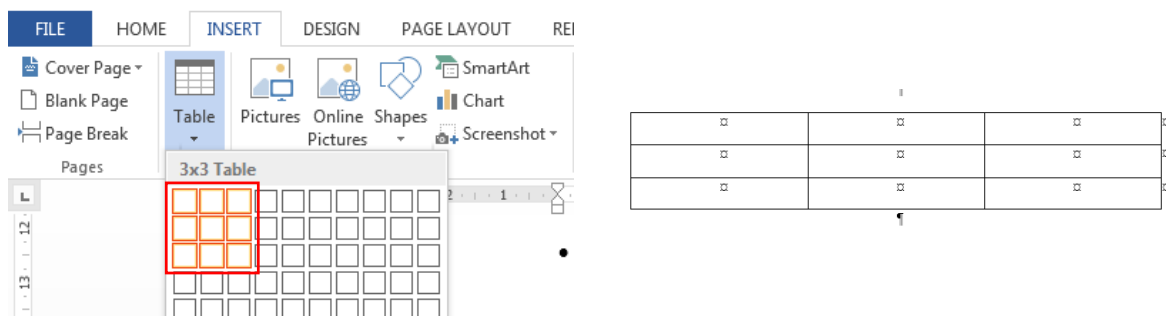 FILE HOME INSERT DESIGN PAGE LAYOUT
Cover Page
Blank Page
Page Break
Pages
Table
Pictures
Online
Pictures
Shapes
SmartArt
Chart
Screenshot
3x3 Table
2 1
12
13
¤ ¤ ¤ ¤
¤ ¤ ¤ ¤
¤ ¤ ¤ ¤
¶